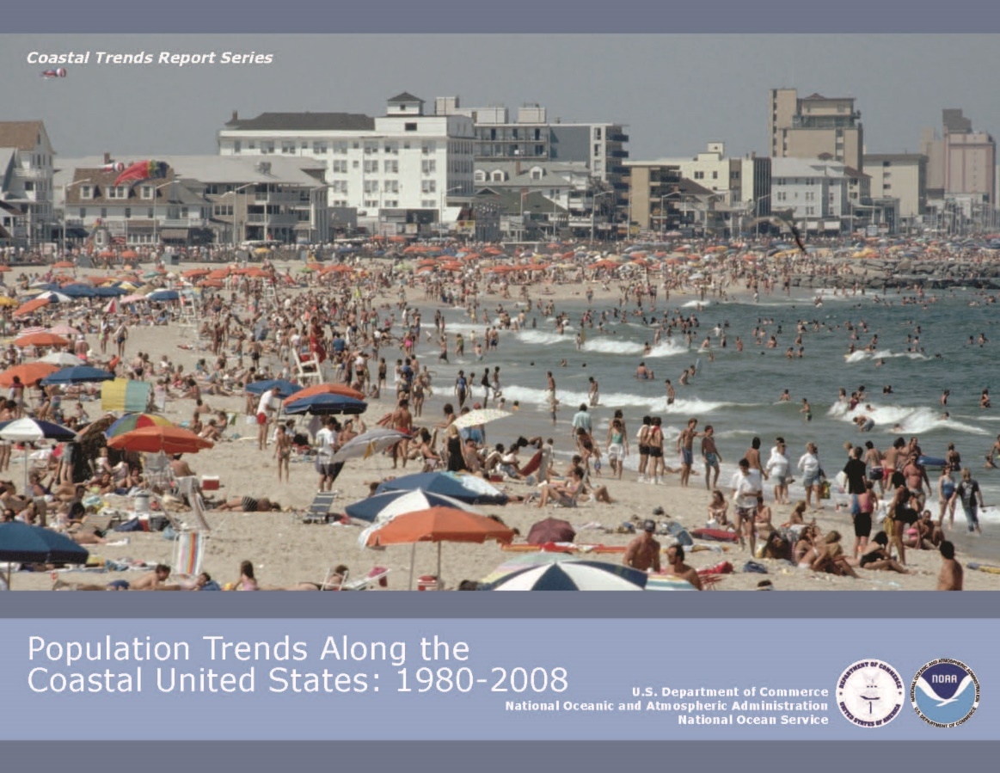 Coastal Trends Report Series
Population Trends Along the
Coastal United States: 1980-2008
U.S. Department of Commerce
National Oceanic and Atmospheric Administration
National Ocean Service
DEPARTMENT OF COMMERCE
UNITED STATES OF AMERICA
NATIONAL OCEANIC AND ATMOSPHERIC ADMINISTRATION
NOAA
U.S. DEPARTMENT OF COMMERCE